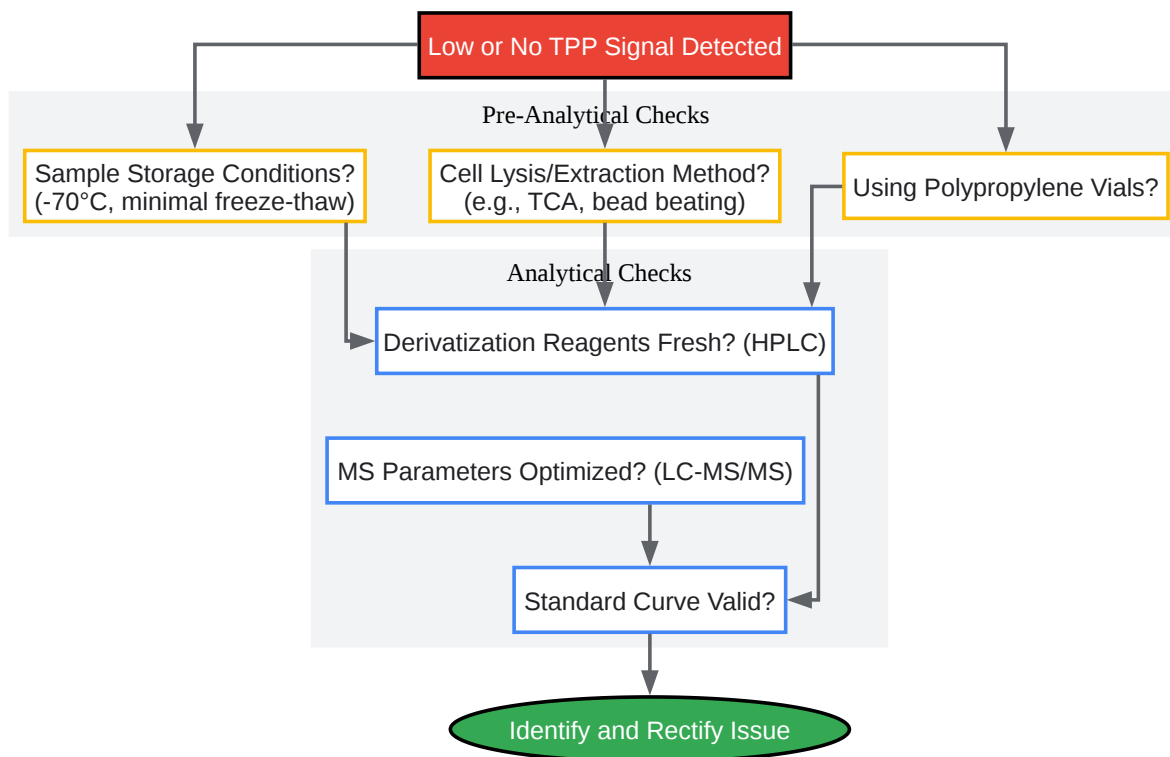 Low or No TPP Signal Detected
Pre-Analytical Checks
Sample Storage Conditions?
(-70°C, minimal freeze-thaw)
Cell Lysis/Extraction Method?
(e.g., TCA, bead beating)
Using Polypropylene Vials?
Analytical Checks
Derivatization Reagents Fresh? (HPLC)
MS Parameters Optimized? (LC-MS/MS)
Standard Curve Valid?
Identify and Rectify Issue